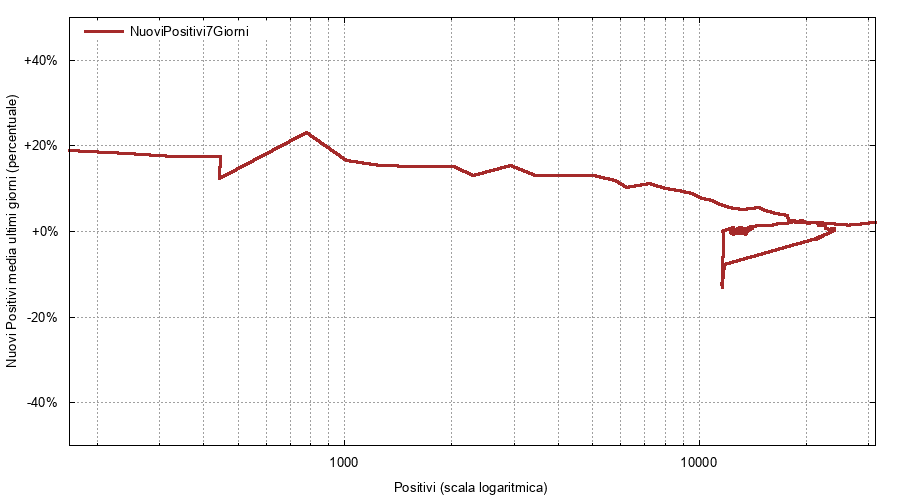 NuoviPositivi7Giorni
+40%
+20%
+0%
-20%
-40%
Nuovi Positivi media ultimi giorni (percentuale)
1000
10000
Positivi (scala logaritmica)